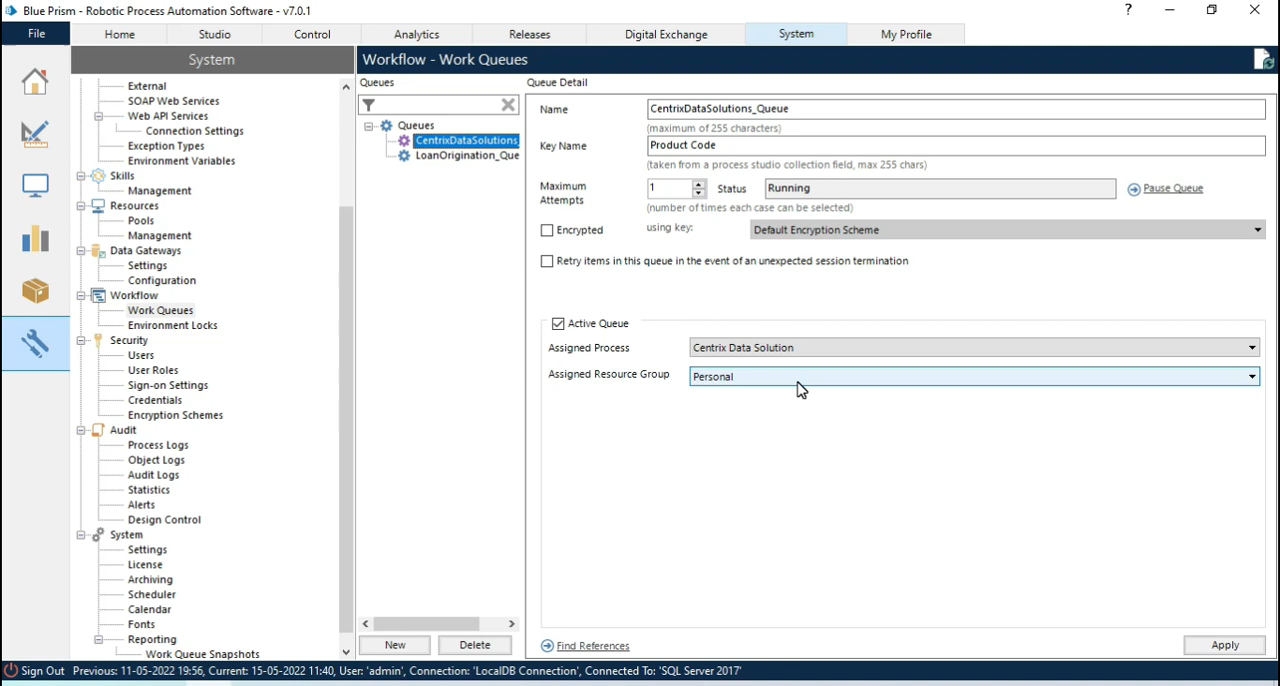 Blue Prism - Robotic Process Automation Software - v7.0.1
?
File
Home
Studio
Control
Analytics
Releases
Digital Exchange
System
My Profile
System
External
SOAP Web Services
Web API Services
Connection Settings
Exception Types
Environment Variables
Skills
Management
Resources
Pools
Management
Data Gateways
Settings
Configuration
Workflow
Work Queues
Environment Locks
Security
Users
User Roles
Sign-on Settings
Credentials
Encryption Schemes
Audit
Process Logs
Object Logs
Audit Logs
Statistics
Alerts
Design Control
System
Settings
License
Archiving
Scheduler
Calendar
Fonts
Reporting
Work Queue Snapshots
Workflow - Work Queues
Queues
Queues
CentrixDataSolutions_
LoanOrigination_Que
New
Delete
Queue Detail
Name
CentrixDataSolutions_Queue
(maximum of 255 characters)
Key Name
Product Code
(taken from a process studio collection field, max 255 chars)
Maximum Attempts
1
Status
Running
Pause Queue
(number of times each case can be selected)
Encrypted
using key:
Default Encryption Scheme
Retry items in this queue in the event of an unexpected session termination
Active Queue
Assigned Process
Centrix Data Solution
Assigned Resource Group
Personal
Find References
Apply
Sign Out Previous: 11-05-2022 19:56, Current: 15-05-2022 11:40, User: 'admin', Connection: 'LocalDB Connection', Connected To: 'SQL Server 2017'